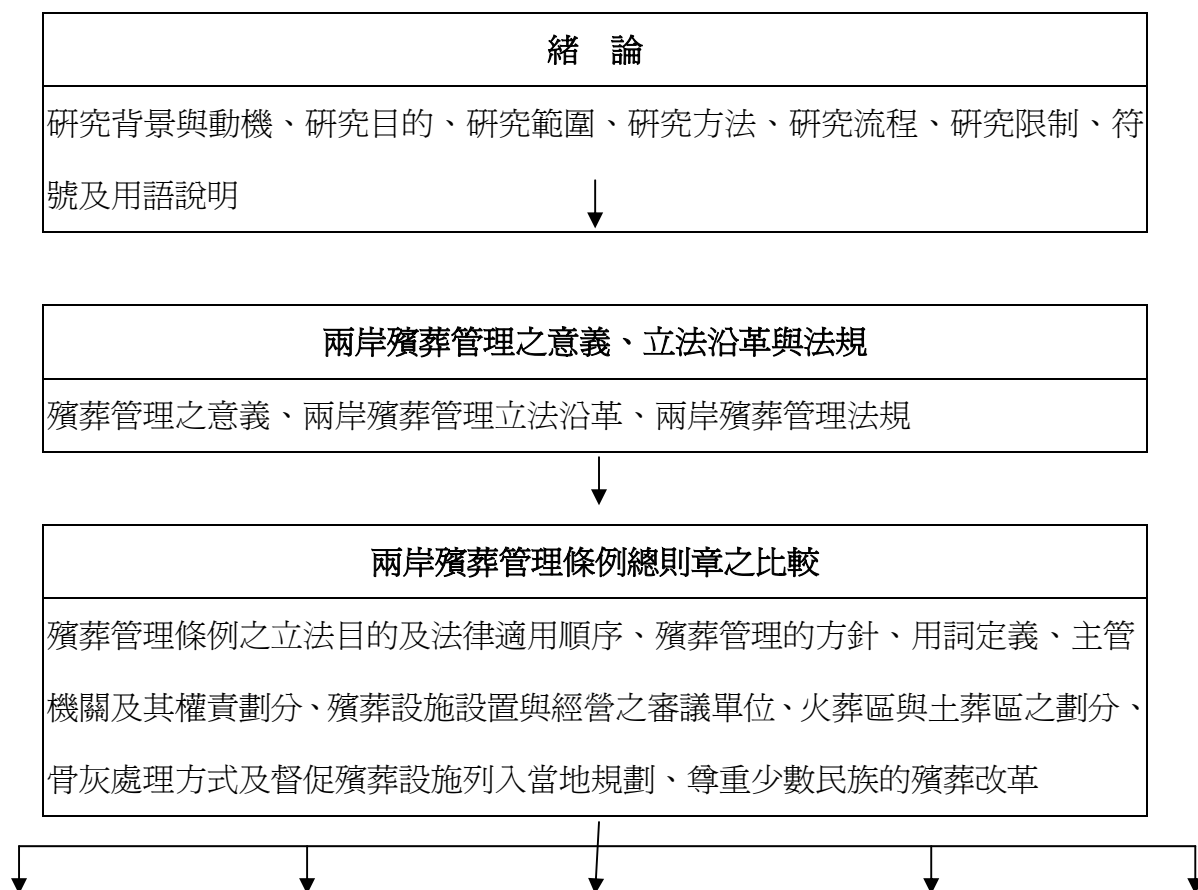 緒　論
研究背景與動機、研究目的、研究範圍、研究方法、研究流程、研究限制、符
號及用語說明
兩岸殯葬管理之意義、立法沿革與法規
殯葬管理之意義、兩岸殯葬管理立法沿革、兩岸殯葬管理法規
兩岸殯葬管理條例總則章之比較
殯葬管理條例之立法目的及法律適用順序、殯葬管理的方針、用詞定義、主管
機關及其權責劃分、殯葬設施設置與經營之審議單位、火葬區與土葬區之劃分、
骨灰處理方式及督促殯葬設施列入當地規劃、尊重少數民族的殯葬改革